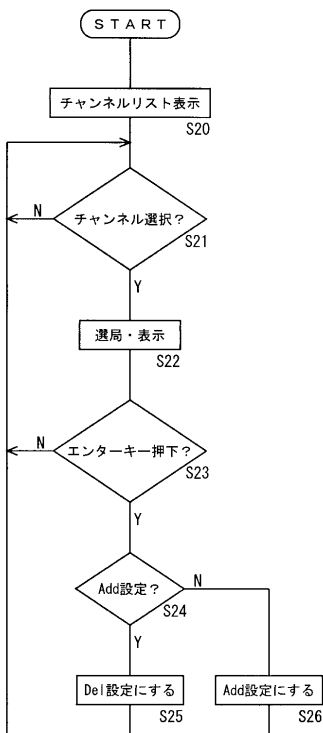 START
チャンネルリスト表示
S20
チャンネル選択？
N
S21
Y
選局・表示
S22
エンターキー押下？
N
S23
Y
Add設定？
N
S24
Y
Del設定にする
S25
Add設定にする
S26